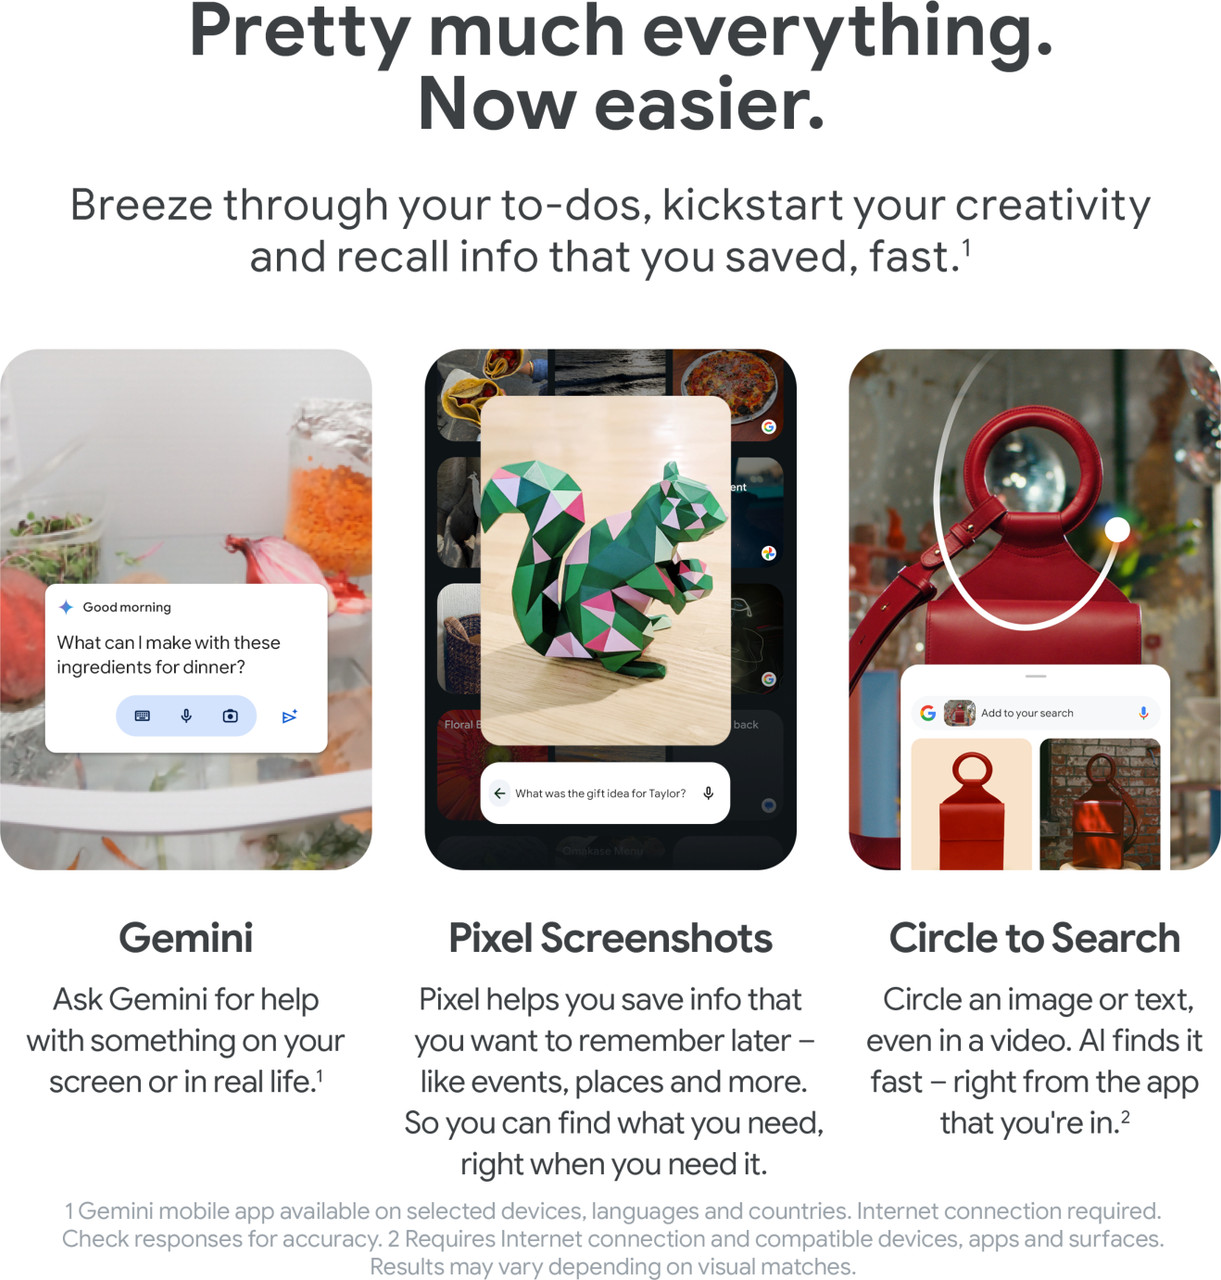 Pretty much everything.
Now easier.
Breeze through your to-dos, kickstart your creativity
and recall info that you saved, fast.¹
Good morning
What can I make with these
ingredients for dinner?
ent
Floral
back
What was the gift idea for Taylor?
Omakase Menu
Add to your search
Gemini
Ask Gemini for help
with something on your
screen or in real life.¹
Pixel Screenshots
Pixel helps you save info that
you want to remember later –
like events, places and more.
So you can find what you need,
right when you need it.
Circle to Search
Circle an image or text,
even in a video. AI finds it
fast – right from the app
that you're in.²
1 Gemini mobile app available on selected devices, languages and countries. Internet connection required.
Check responses for accuracy. 2 Requires Internet connection and compatible devices, apps and surfaces.
Results may vary depending on visual matches.